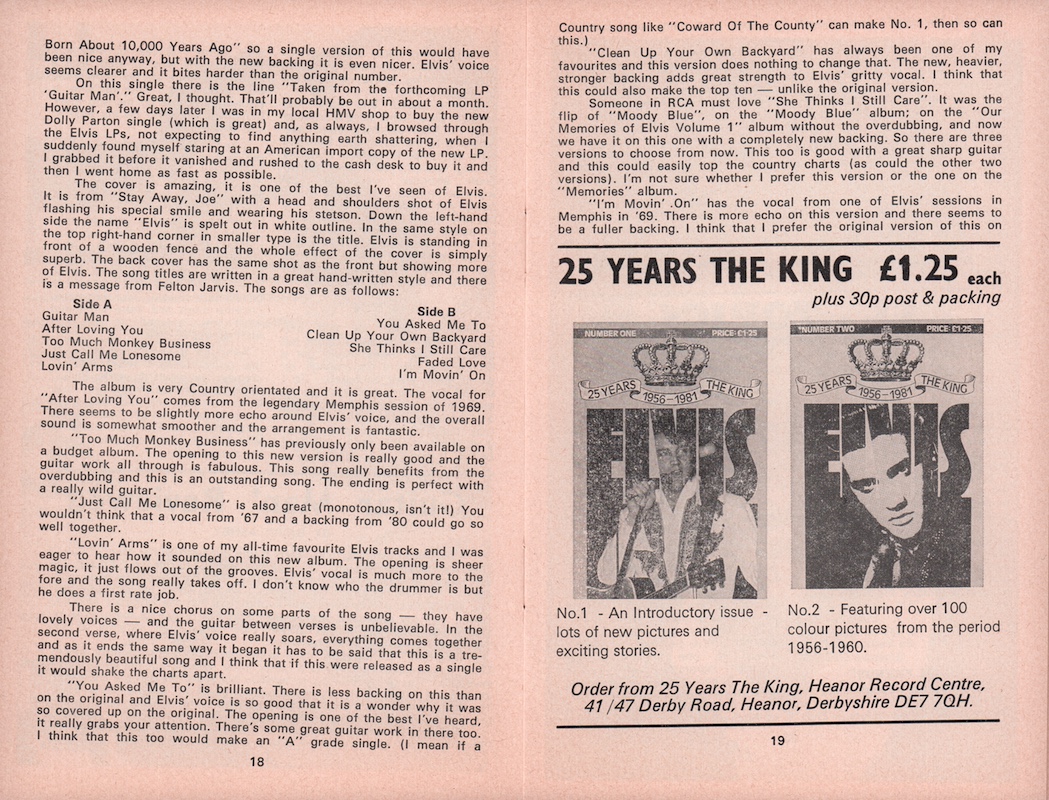 Born About 10,000 Years Ago" so a single version of this would have
been nice anyway, but with the new backing it is even nicer. Elvis' voice
seems clearer and it bites harder than the original number.
On this single there is the line "Taken from the forthcoming LP
'Guitar Man'." Great, I thought. That'll probably be out in about a month.
However, a few days later I was in my local HMV shop to buy the new
Dolly Parton single (which is great) and, as always, I browsed through
the Elvis LPs, not expecting to find anything earth shattering, when I
suddenly found myself staring at an American import copy of the new LP.
I grabbed it before it vanished and rushed to the cash desk to buy it and
then I went home as fast as possible.
The cover is amazing, it is one of the best I've seen of Elvis.
It is from "Stay Away, Joe" with a head and shoulders shot of Elvis
flashing his special smile and wearing his stetson. Down the left-hand
side the name "Elvis" is spelt out in white outline. In the same style on
the top right-hand corner in smaller type is the title. Elvis is standing in
front of a wooden fence and the whole effect of the cover is simply
superb. The back cover has the same shot as the front but showing more
of Elvis. The song titles are written in a great hand-written style and there
is a message from Felton Jarvis. The songs are as follows:
Side A
Guitar Man
After Loving You
Too Much Monkey Business
Just Call Me Lonesome
Lovin' Arms
Side B
You Asked Me To
Clean Up Your Own Backyard
She Thinks I Still Care
Faded Love
I'm Movin' On
The album is very Country orientated and it is great. The vocal for
"After Loving You" comes from the legendary Memphis session of 1969.
There seems to be slightly more echo around Elvis' voice, and the overall
sound is somewhat smoother and the arrangement is fantastic.
"Too Much Monkey Business" has previously only been available on
a budget album. The opening to this new version is really good and the
guitar work all through is fabulous. This song really benefits from the
overdubbing and this is an outstanding song. The ending is perfect with
a really wild guitar.
"Just Call Me Lonesome" is also great (monotonous, isn't it!) You
wouldn't think that a vocal from '67 and a backing from '80 could go so
well together.
"Lovin' Arms" is one of my all-time favourite Elvis tracks and I was
eager to hear how it sounded on this new album. The opening is sheer
magic, it just flows out of the grooves. Elvis' vocal is much more to the
fore and the song really takes off. I don't know who the drummer is but
he does a first rate job.
There is a nice chorus on some parts of the song — they have
lovely voices — and the guitar between verses is unbelievable. In the
second verse, where Elvis' voice really soars, everything comes together
and as it ends the same way it began it has to be said that this is a tre-
mendously beautiful song and I think that if this were released as a single
it would shake the charts apart.
"You Asked Me To" is brilliant. There is less backing on this than
on the original and Elvis' voice is so good that it is a wonder why it was
so covered up on the original. The opening is one of the best I've heard,
it really grabs your attention. There's some great guitar work in there too.
I think that this too would make an "A" grade single. (I mean if a
18
Country song like "Coward Of The County" can make No. 1, then so can
this.)
"Clean Up Your Own Backyard" has always been one of my
favourites and this version does nothing to change that. The new, heavier,
stronger backing adds great strength to Elvis' gritty vocal. I think that
this could also make the top ten — unlike the original version.
Someone in RCA must love "She Thinks I Still Care". It was the
flip of "Moody Blue", on the "Moody Blue" album; on the "Our
Memories of Elvis Volume 1" album without the overdubbing, and now
we have it on this one with a completely new backing. So there are three
versions to choose from now. This too is good with a great sharp guitar
and this could easily top the country charts (as could the other two
versions). I'm not sure whether I prefer this version or the one on the
"Memories" album.
"I'm Movin' .On" has the vocal from one of Elvis' sessions in
Memphis in '69. There is more echo on this version and there seems to
be a fuller backing. I think that I prefer the original version of this on
25 YEARS THE KING £1.25 each
plus 30p post & packing
NUMBER ONE PRICE: £1·25
25 YEARS THE KING
1956–1981
ELVIS
NUMBER TWO PRICE: £1·25
25 YEARS THE KING
1956–1981
ELVIS
No.1 - An Introductory issue -
lots of new pictures and
exciting stories.
No.2 - Featuring over 100
colour pictures from the period
1956-1960.
Order from 25 Years The King, Heanor Record Centre,
41/47 Derby Road, Heanor, Derbyshire DE7 7QH.
19